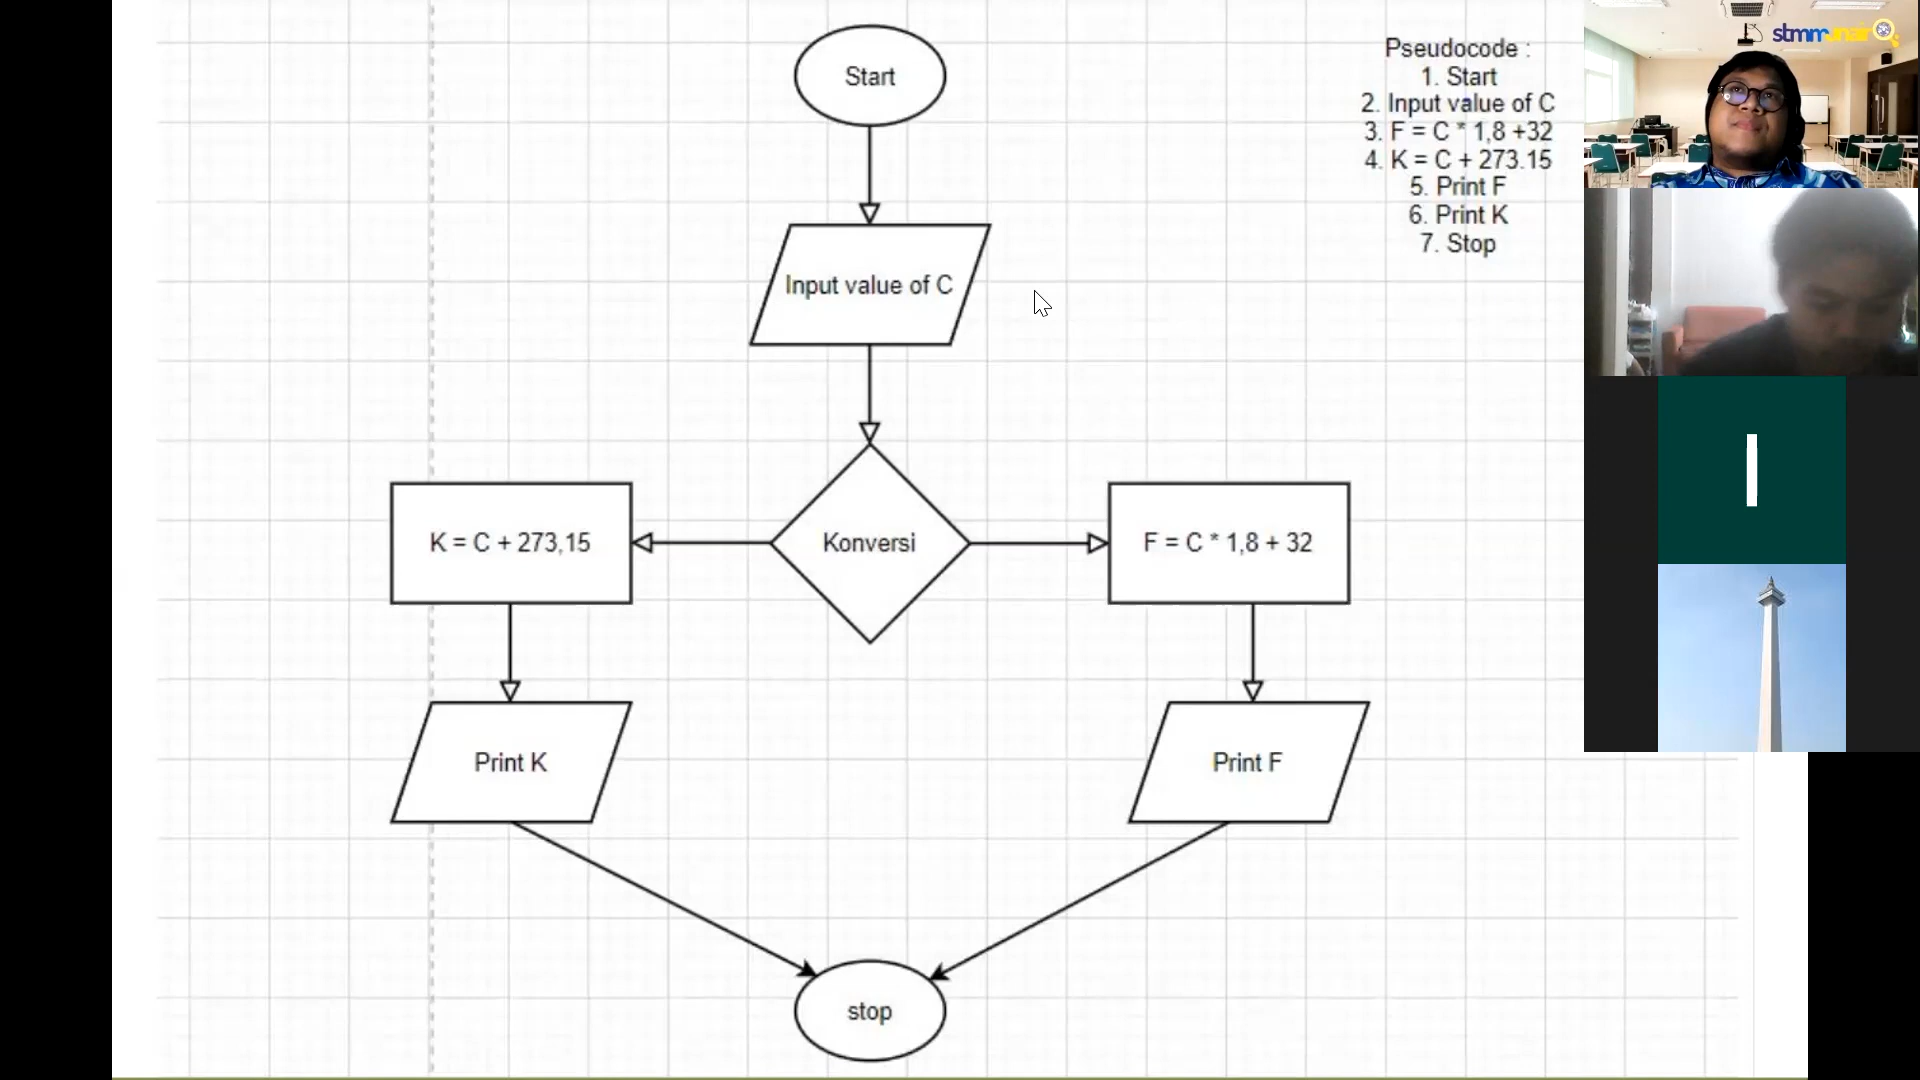 Start
Input value of C
Konversi
K = C + 273,15
F = C * 1,8 + 32
Print K
Print F
stop
Pseudocode :
1. Start
2. Input value of C
3. F = C * 1,8 +32
4. K = C + 273.15
5. Print F
6. Print K
7. Stop
stmmunair
I